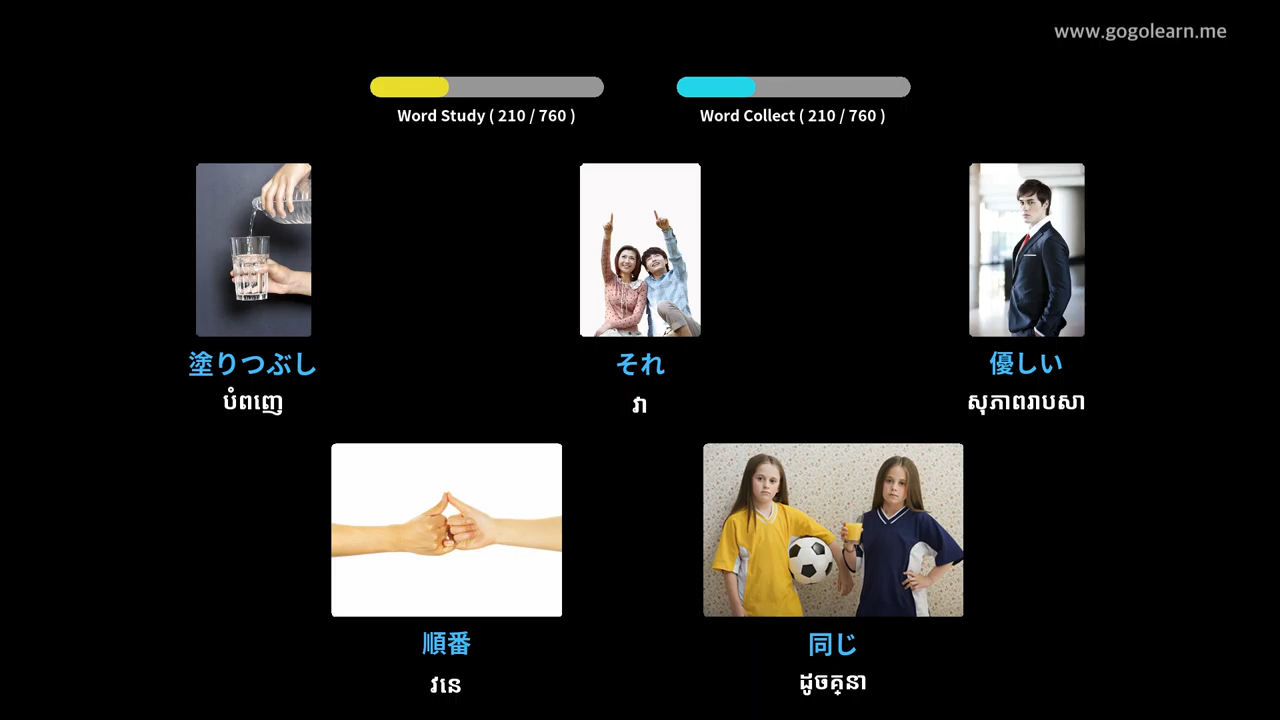 www.gogolearn.me
Word Study ( 210 / 760 )
Word Collect ( 210 / 760 )
塗りつぶし
それ
優しい
បំពញេ
វា
សុភាពរាបសា
順番
同じ
វនេ
ដូចគ្នា